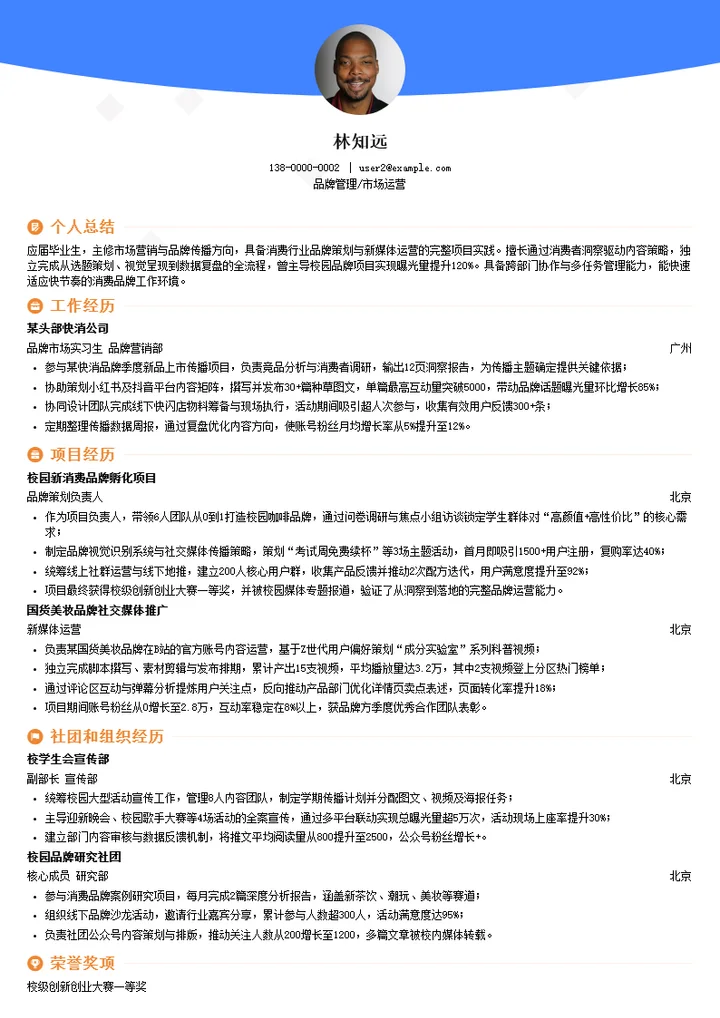 林知远
138-0000-0002 | user2@example.com
品牌管理/市场运营
个人总结
应届毕业生，主修市场营销与品牌传播方向，具备消费行业品牌策划与新媒体运营的完整项目实践。擅长通过消费者洞察驱动内容策略，独
立完成从选题策划、视觉呈现到数据复盘的全流程，曾主导校园品牌项目实现曝光量提升120%。具备跨部门协作与多任务管理能力，能快速
适应快节奏的消费品牌工作环境。
工作经历
某头部快消公司
品牌市场实习生 品牌营销部 广州
• 参与某快消品牌季度新品上市传播项目，负责竞品分析与消费者调研，输出12页洞察报告，为传播主题确定提供关键依据；
• 协助策划小红书及抖音平台内容矩阵，撰写并发布30+篇种草图文，单篇最高互动量突破5000，带动品牌话题曝光量环比增长85%；
• 协同设计团队完成线下快闪店物料筹备与现场执行，活动期间吸引超人次参与，收集有效用户反馈300+条；
• 定期整理传播数据周报，通过复盘优化内容方向，使账号粉丝月均增长率从5%提升至12%。
项目经历
校园新消费品牌孵化项目
品牌策划负责人 北京
• 作为项目负责人，带领6人团队从0到1打造校园咖啡品牌，通过问卷调研与焦点小组访谈锁定学生群体对“高颜值+高性价比”的核心需
求；
• 制定品牌视觉识别系统与社交媒体传播策略，策划“考试周免费续杯”等3场主题活动，首月即吸引1500+用户注册，复购率达40%；
• 统筹线上社群运营与线下地推，建立200人核心用户群，收集产品反馈并推动2次配方迭代，用户满意度提升至92%；
• 项目最终获得校级创新创业大赛一等奖，并被校园媒体专题报道，验证了从洞察到落地的完整品牌运营能力。
国货美妆品牌社交媒体推广
新媒体运营 北京
• 负责某国货美妆品牌在B站的官方账号内容运营，基于Z世代用户偏好策划“成分实验室”系列科普视频；
• 独立完成脚本撰写、素材剪辑与发布排期，累计产出15支视频，平均播放量达3.2万，其中2支视频登上分区热门榜单；
• 通过评论区互动与弹幕分析提炼用户关注点，反向推动产品部门优化详情页卖点表述，页面转化率提升18%；
• 项目期间账号粉丝从0增长至2.8万，互动率稳定在8%以上，获品牌方季度优秀合作团队表彰。
社团和组织经历
校学生会宣传部
副部长 宣传部 北京
• 统筹校园大型活动宣传工作，管理8人内容团队，制定学期传播计划并分配图文、视频及海报任务；
• 主导迎新晚会、校园歌手大赛等4场活动的全案宣传，通过多平台联动实现总曝光量超5万次，活动现场上座率提升30%；
• 建立部门内容审核与数据反馈机制，将推文平均阅读量从800提升至2500，公众号粉丝增长+。
校园品牌研究社团
核心成员 研究部 北京
• 参与消费品牌案例研究项目，每月完成2篇深度分析报告，涵盖新茶饮、潮玩、美妆等赛道；
• 组织线下品牌沙龙活动，邀请行业嘉宾分享，累计参与人数超300人，活动满意度达95%；
• 负责社团公众号内容策划与排版，推动关注人数从200增长至1200，多篇文章被校内媒体转载。
荣誉奖项
校级创新创业大赛一等奖